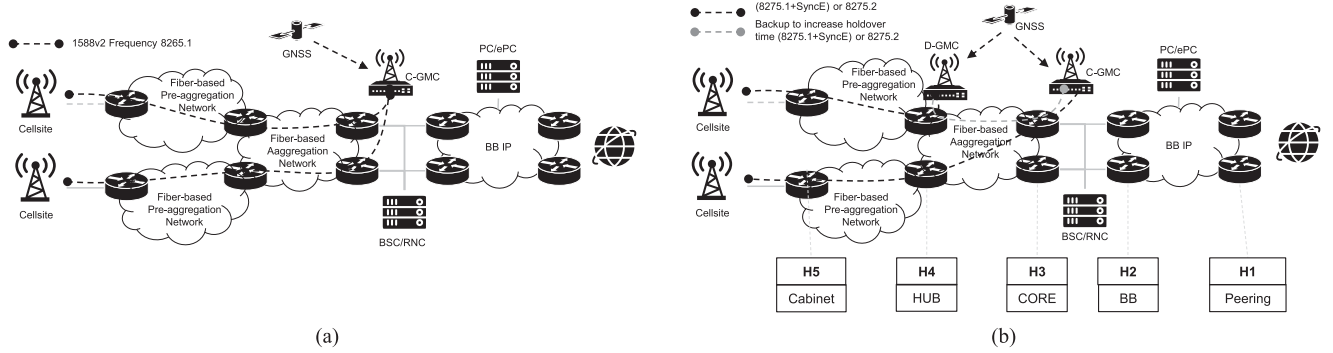 1588v2 Frequency 8265.1
GNSS
PC/ePC
C-GMC
Cellsite
Fiber-based
Pre-aggregation
Network
Fiber-based
Aaggregation
Network
BB IP
Cellsite
Fiber-based
Pre-aggregation
Network
BSC/RNC
(a)
(8275.1+SyncE) or 8275.2
Backup to increase holdover
time (8275.1+SyncE) or 8275.2
GNSS
D-GMC
C-GMC
PC/ePC
Cellsite
Fiber-based
Pre-aggregation
Network
Fiber-based
Aaggregation
Network
BB IP
Cellsite
Fiber-based
Pre-aggregation
Network
BSC/RNC
H5
Cabinet
H4
HUB
H3
CORE
H2
BB
H1
Peering
(b)